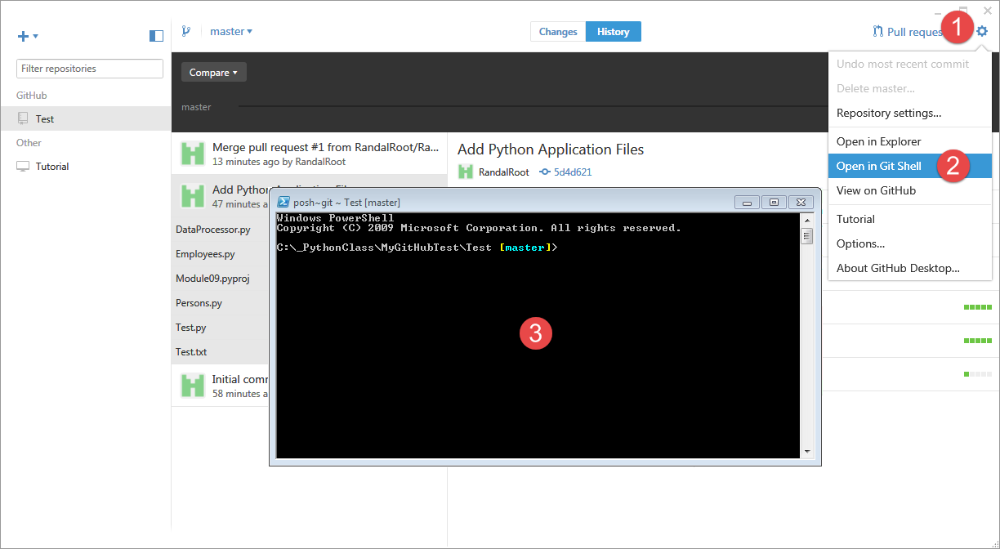 master
Changes
History
Pull reques
1
Filter repositories
GitHub
Test
Other
Tutorial
Compare
master
Merge pull request #1 from RandalRoot/Ra...
13 minutes ago by RandalRoot
Add Python Application Fil
47 minutes a
DataProcessor.py
Employees.py
Module09.pyproj
Persons.py
Test.py
Test.txt
Initial comm
58 minutes a
Add Python Application Files
RandalRoot
5d4d621
Undo most recent commit
Delete master...
Repository settings...
Open in Explorer
Open in Git Shell
2
View on GitHub
Tutorial
Options...
About GitHub Desktop...
posh~git ~ Test [master]
Windows PowerShell
Copyright (C) 2009 Microsoft Corporation. All rights reserved.
C:\_PythonClass\MyGitHubTest\Test [master]>
3